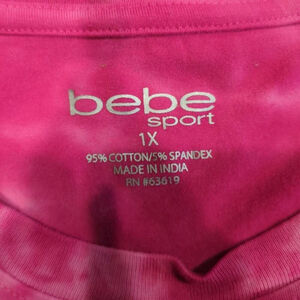 bebe
sport
1X
95% COTTON/5% SPANDEX
MADE IN INDIA
RN #63619